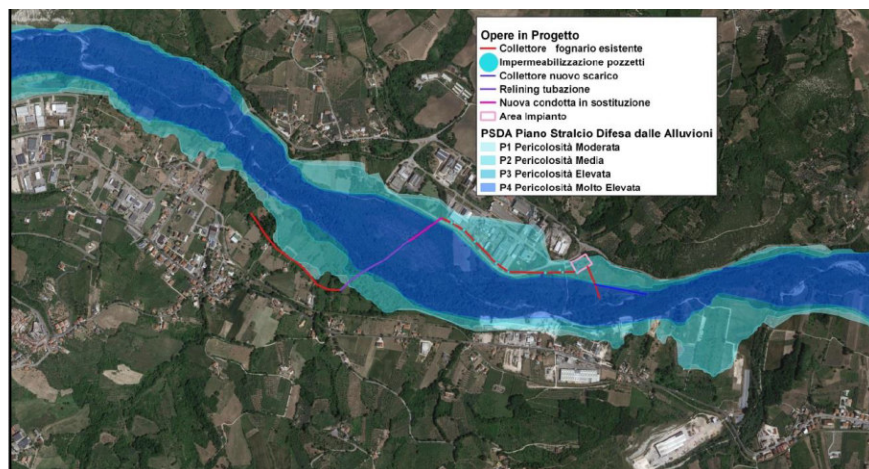 Opere in Progetto
Collettore fognario esistente
Impermeabilizzazione pozzetti
Collettore nuovo scarico
Relining tubazione
Nuova condotta in sostituzione
Area Impianto
PSDA Piano Stralcio Difesa dalle Alluvioni
P1 Pericolosità Moderata
P2 Pericolosità Media
P3 Pericolosità Elevata
P4 Pericolosità Molto Elevata